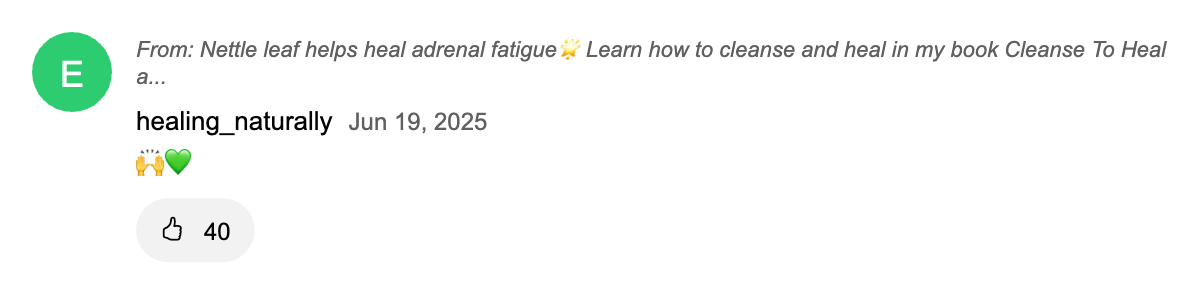 E
From: Nettle leaf helps heal adrenal fatigue🌟 Learn how to cleanse and heal in my book Cleanse To Heal
a...
healing_naturally Jun 19, 2025
🙌💚
40